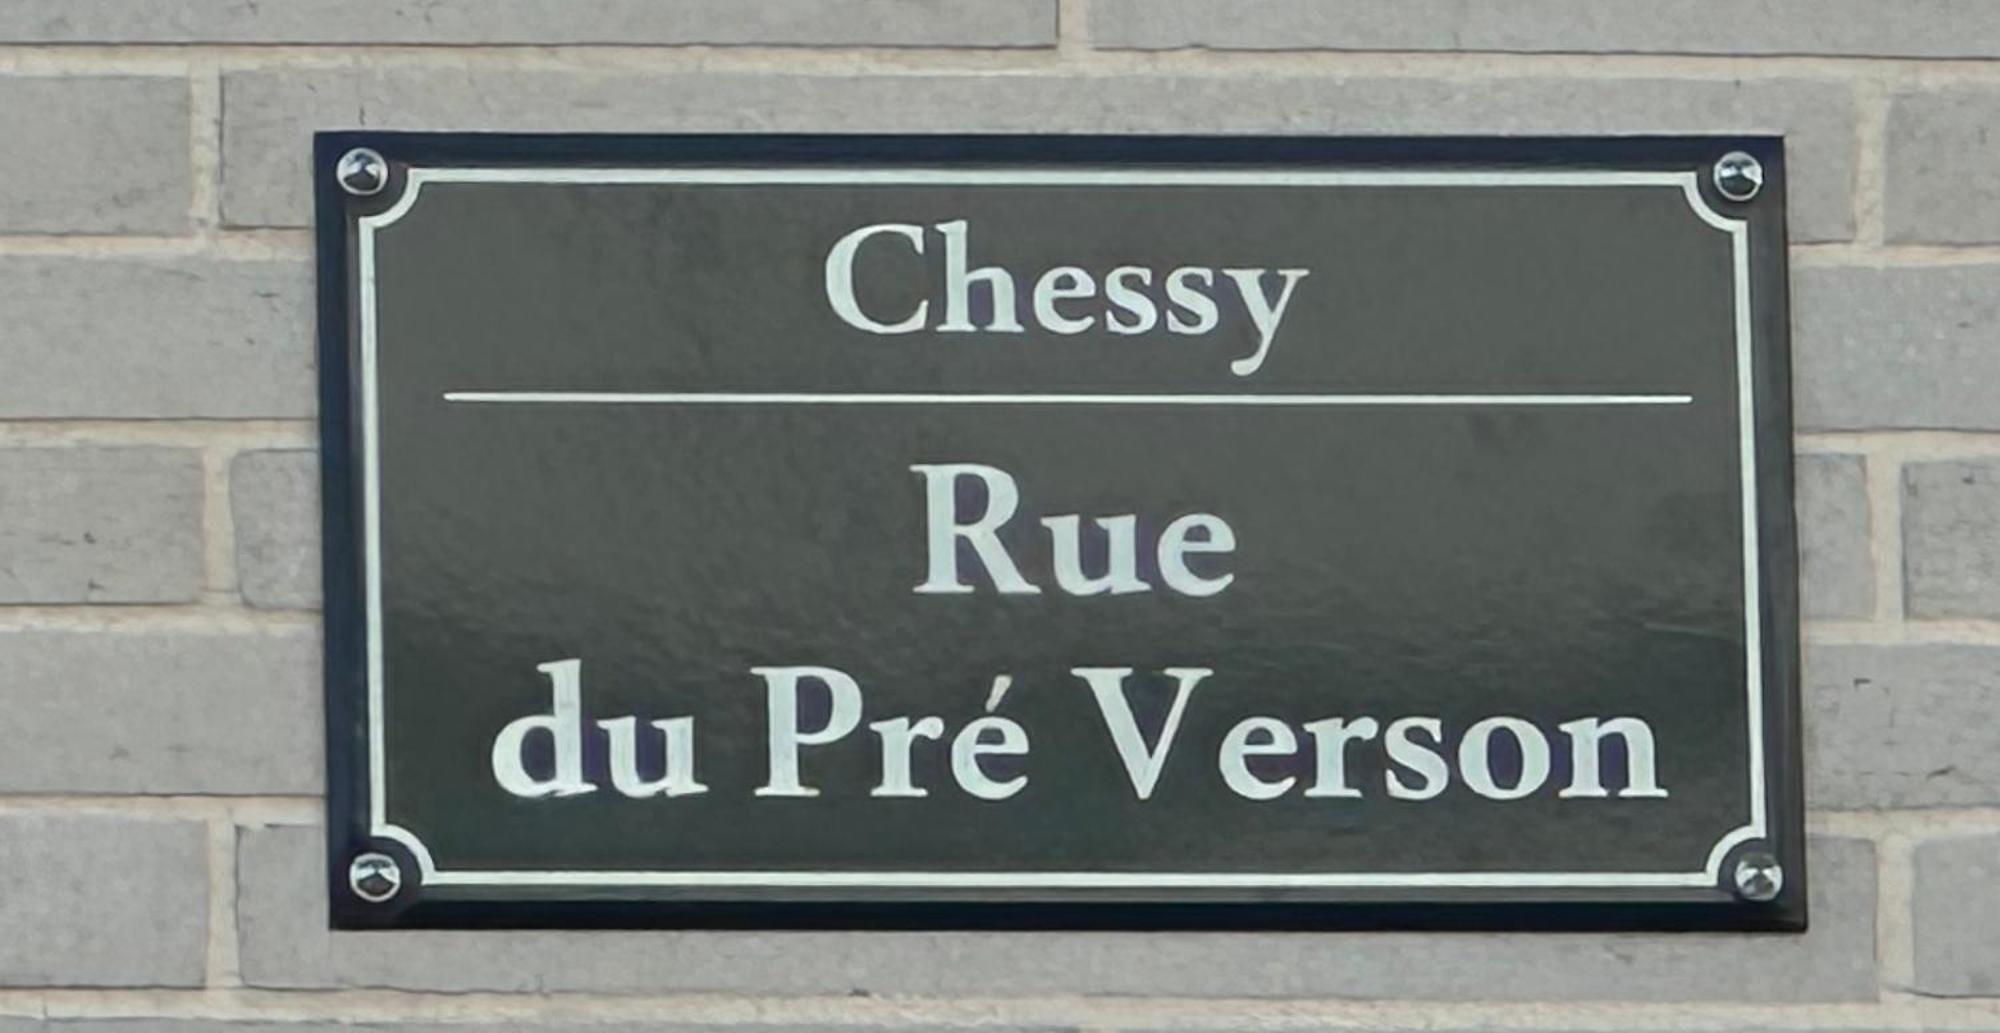 Chessy
Rue
du Pré Verson